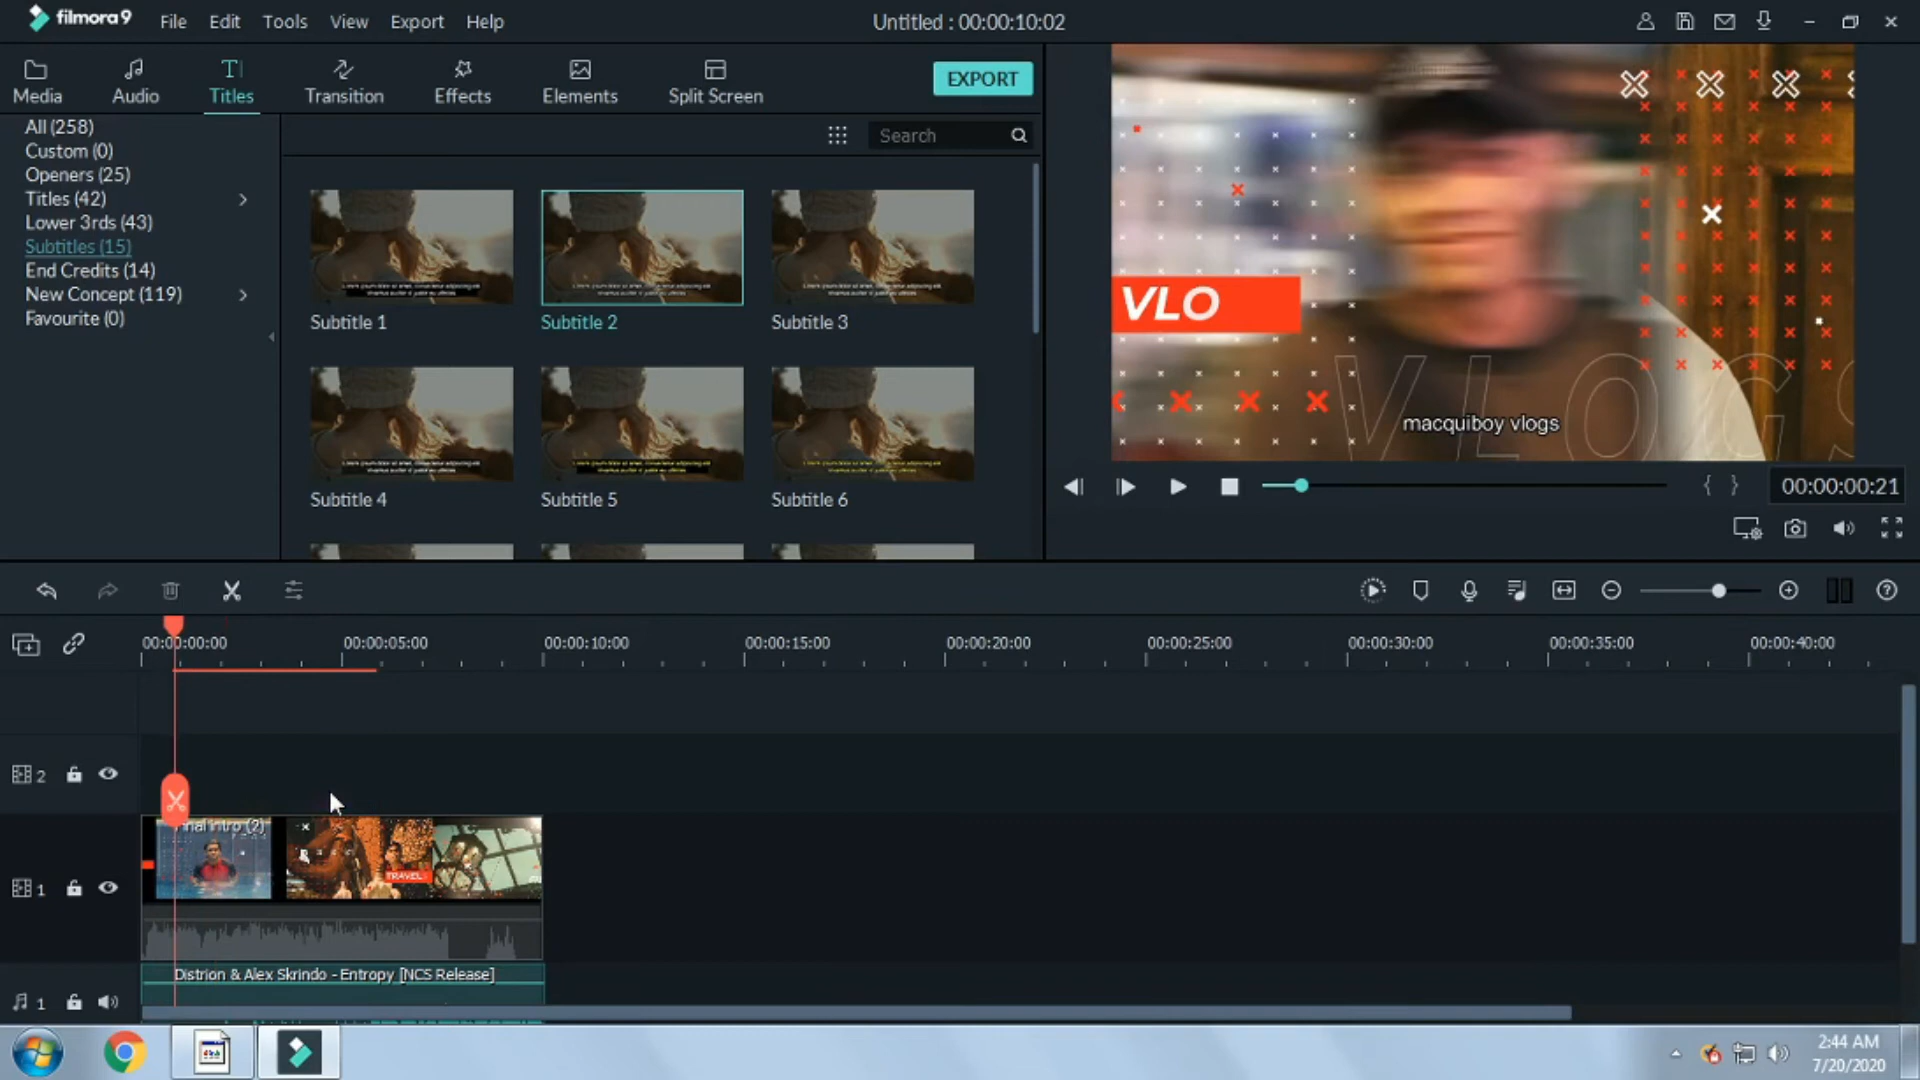 filmora9 File Edit Tools View Export Help Untitled : 00:00:10:02
Media Audio Titles Transition Effects Elements Split Screen EXPORT
All (258)
Custom (0)
Openers (25)
Titles (42)
Lower 3rds (43)
Subtitles (15)
End Credits (14)
New Concept (119)
Favourite (0)
Search
Subtitle 1 Subtitle 2 Subtitle 3
Subtitle 4 Subtitle 5 Subtitle 6
VLO
VLOGS
macquiboy vlogs
00:00:00:21
00:00:00:00 00:00:05:00 00:00:10:00 00:00:15:00 00:00:20:00 00:00:25:00 00:00:30:00 00:00:35:00 00:00:40:00
2
inal intro (2)
TRAVEL
1
Distrion & Alex Skrindo - Entropy [NCS Release]
1
2:44 AM
7/20/2020